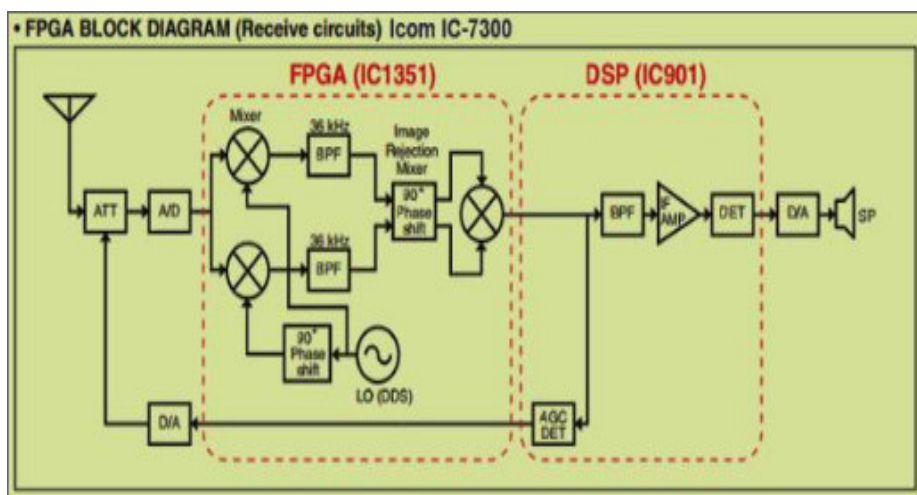 • FPGA BLOCK DIAGRAM (Receive circuits) Icom IC-7300
FPGA (IC1351)
DSP (IC901)
Mixer
36 kHz
BPF
Image
Rejection
Mixer
90°
Phase
shift
ATT
A/D
BPF
IF
AMP
DET
D/A
SP
36 kHz
BPF
90°
Phase
shift
LO (DDS)
D/A
AGC
DET